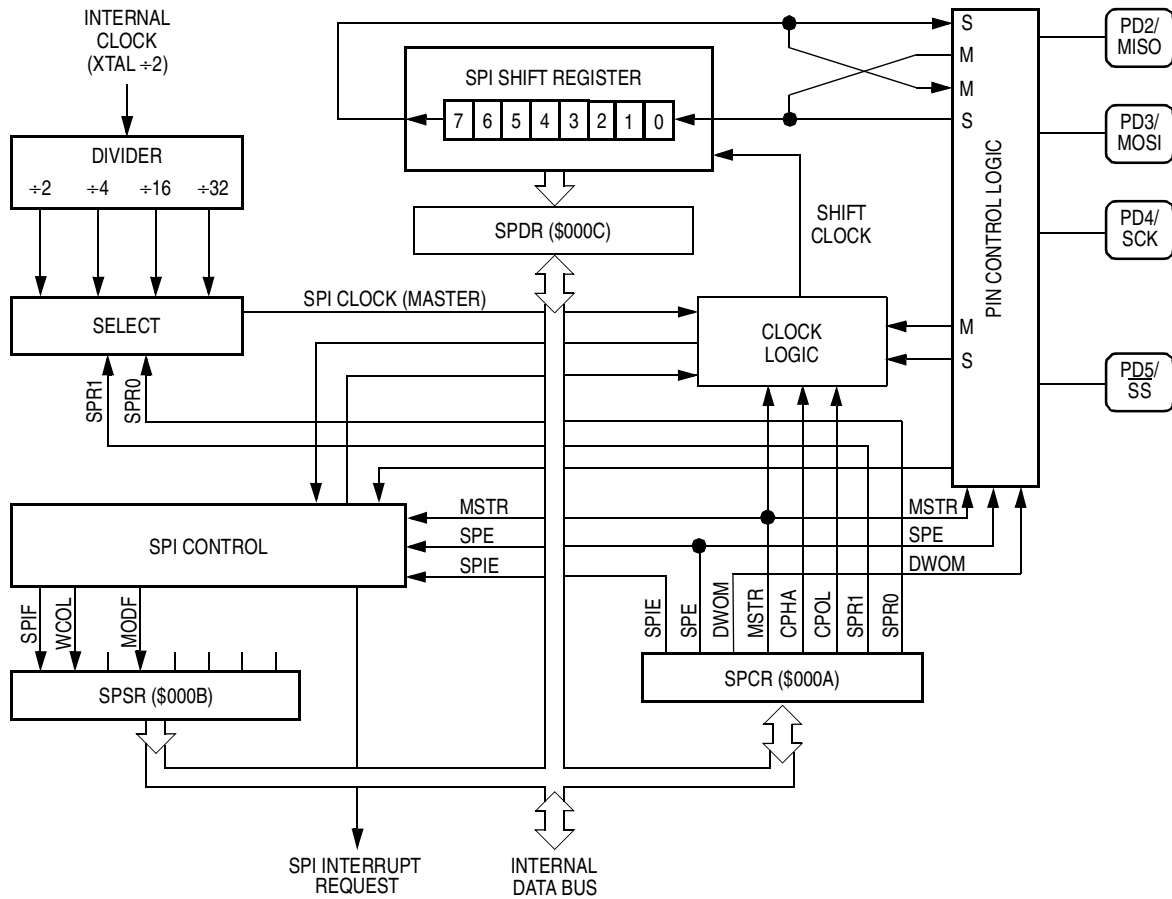 INTERNAL
CLOCK
(XTAL ÷2)
DIVIDER
÷2 ÷4 ÷16 ÷32
SELECT
SPI CLOCK (MASTER)
SPR1
SPR0
SPI SHIFT REGISTER
7 6 5 4 3 2 1 0
SPDR ($000C)
SHIFT
CLOCK
CLOCK
LOGIC
S
M
M
S
M
S
PIN CONTROL LOGIC
PD2/
MISO
PD3/
MOSI
PD4/
SCK
PD5/
SS
SPI CONTROL
MSTR
SPE
SPIE
MSTR
SPE
DWOM
SPIF
WCOL
MODF
SPSR ($000B)
SPIE
SPE
DWOM
MSTR
CPHA
CPOL
SPR1
SPR0
SPCR ($000A)
SPI INTERRUPT
REQUEST
INTERNAL
DATA BUS